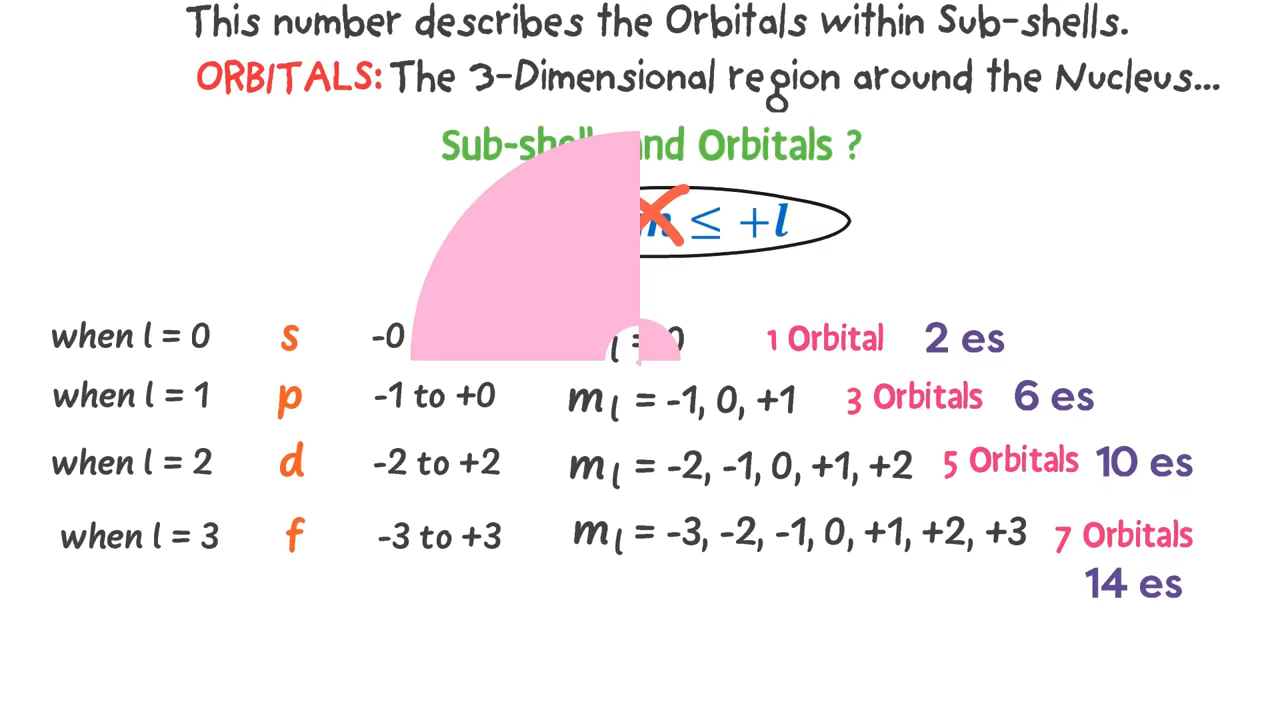 This number describes the Orbitals within Sub-shells.
ORBITALS: The 3-Dimensional region around the Nucleus...
Orbitals ?
≤ +l
when l = 0 s -0 1 Orbital 2 es
when l = 1 p -1 to +0 m l = -1, 0, +1 3 Orbitals 6 es
when l = 2 d -2 to +2 m l = -2, -1, 0, +1, +2 5 Orbitals 10 es
when l = 3 f -3 to +3 m l = -3, -2, -1, 0, +1, +2, +3 7 Orbitals
14 es